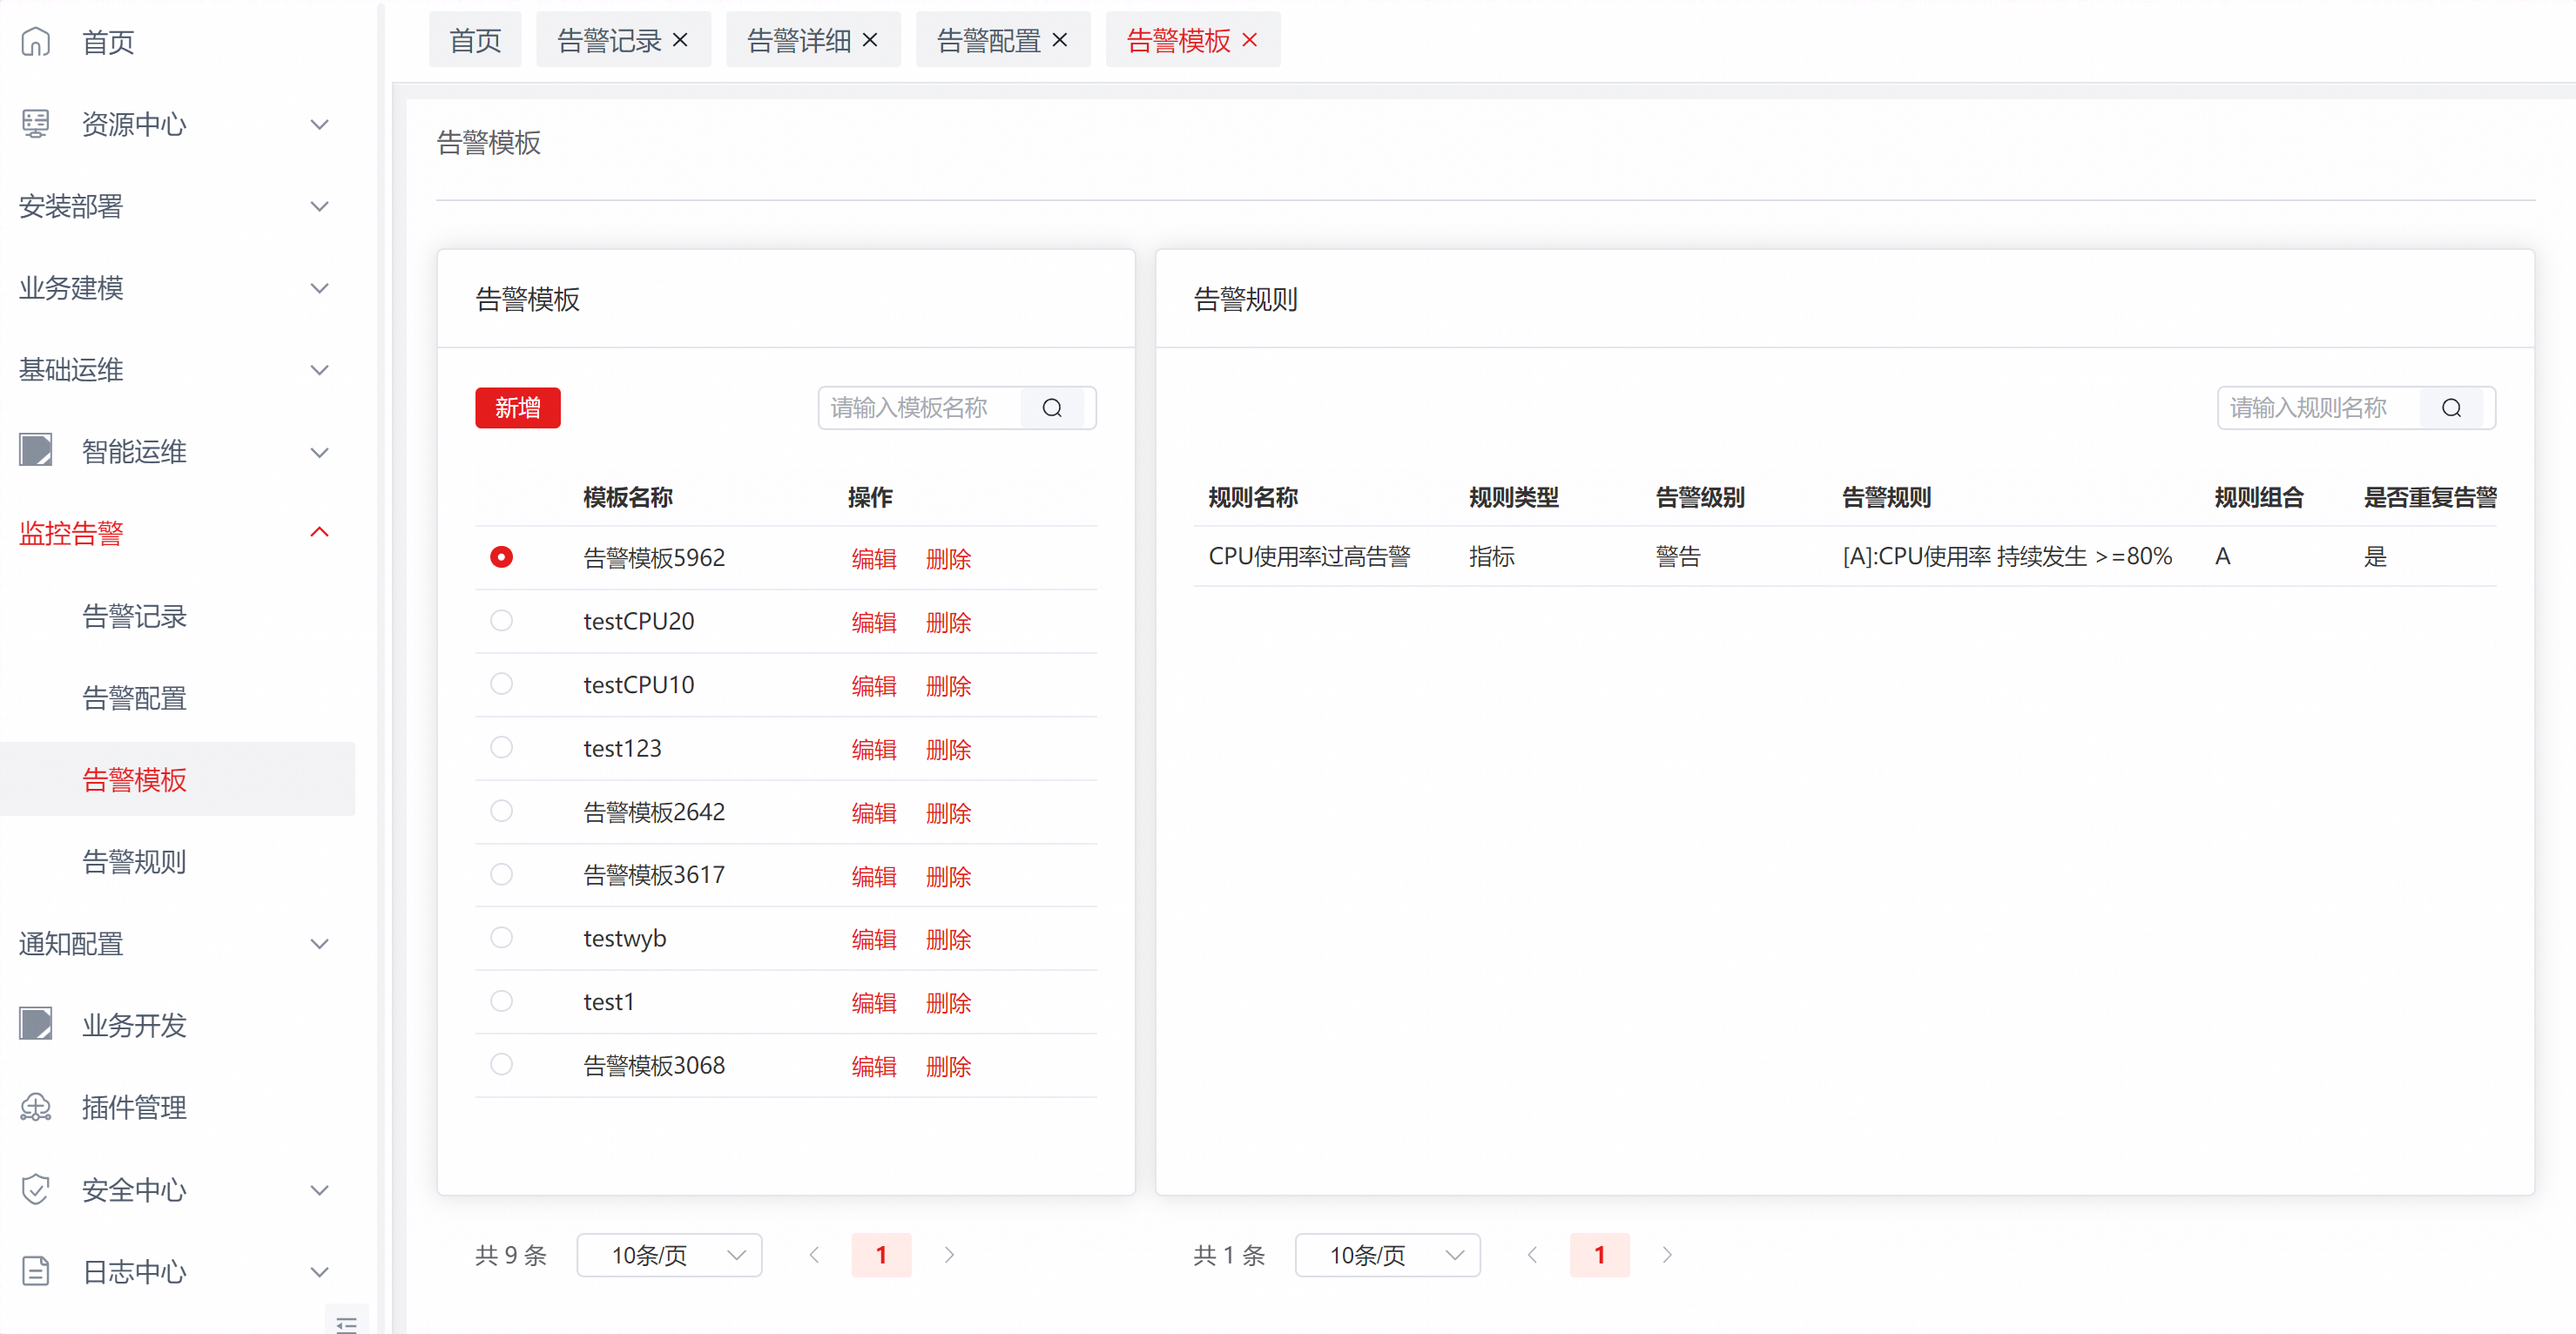 首页
资源中心
安装部署
业务建模
基础运维
智能运维
监控告警
告警记录
告警配置
告警模板
告警规则
通知配置
业务开发
插件管理
安全中心
日志中心
首页 告警记录 告警详细 告警配置 告警模板
告警模板
告警模板
新增 请输入模板名称
模板名称 操作
告警模板5962 编辑 删除
testCPU20 编辑 删除
testCPU10 编辑 删除
test123 编辑 删除
告警模板2642 编辑 删除
告警模板3617 编辑 删除
testwyb 编辑 删除
test1 编辑 删除
告警模板3068 编辑 删除
共 9 条 10条/页 1
告警规则
请输入规则名称
规则名称 规则类型 告警级别 告警规则 规则组合 是否重复告警
CPU使用率过高告警 指标 警告 [A]:CPU使用率 持续发生 >=80% A 是
共 1 条 10条/页 1